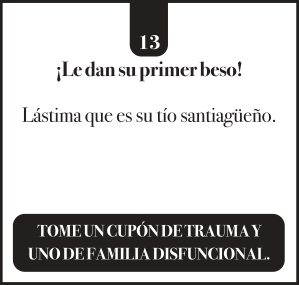 13
¡Le dan su primer beso!
Lástima que es su tío santiagüeño.
TOME UN CUPÓN DE TRAUMA Y
UNO DE FAMILIA DISFUNCIONAL.